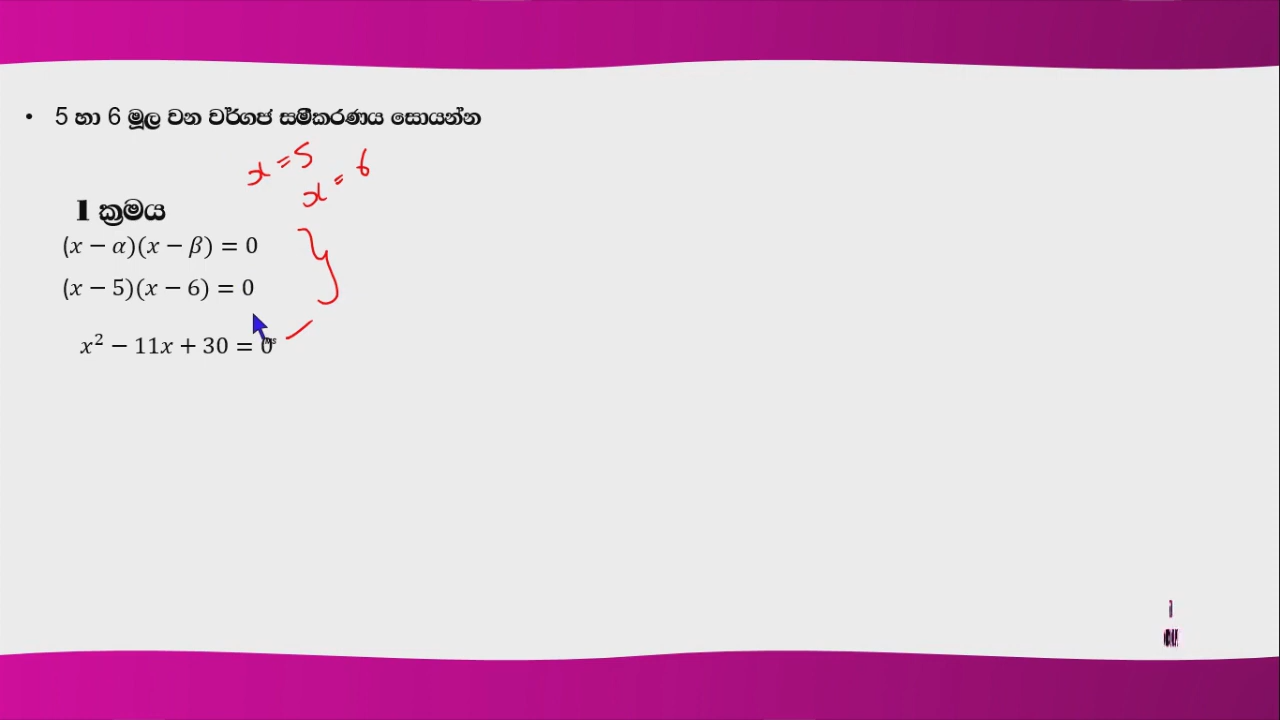 • 5 හා 6 මූල වන වර්ගජ සමීකරණය සොයන්න
x = 5
x = 6
1 ක්‍රමය
(x − α)(x − β) = 0
(x − 5)(x − 6) = 0
x² − 11x + 30 = 0